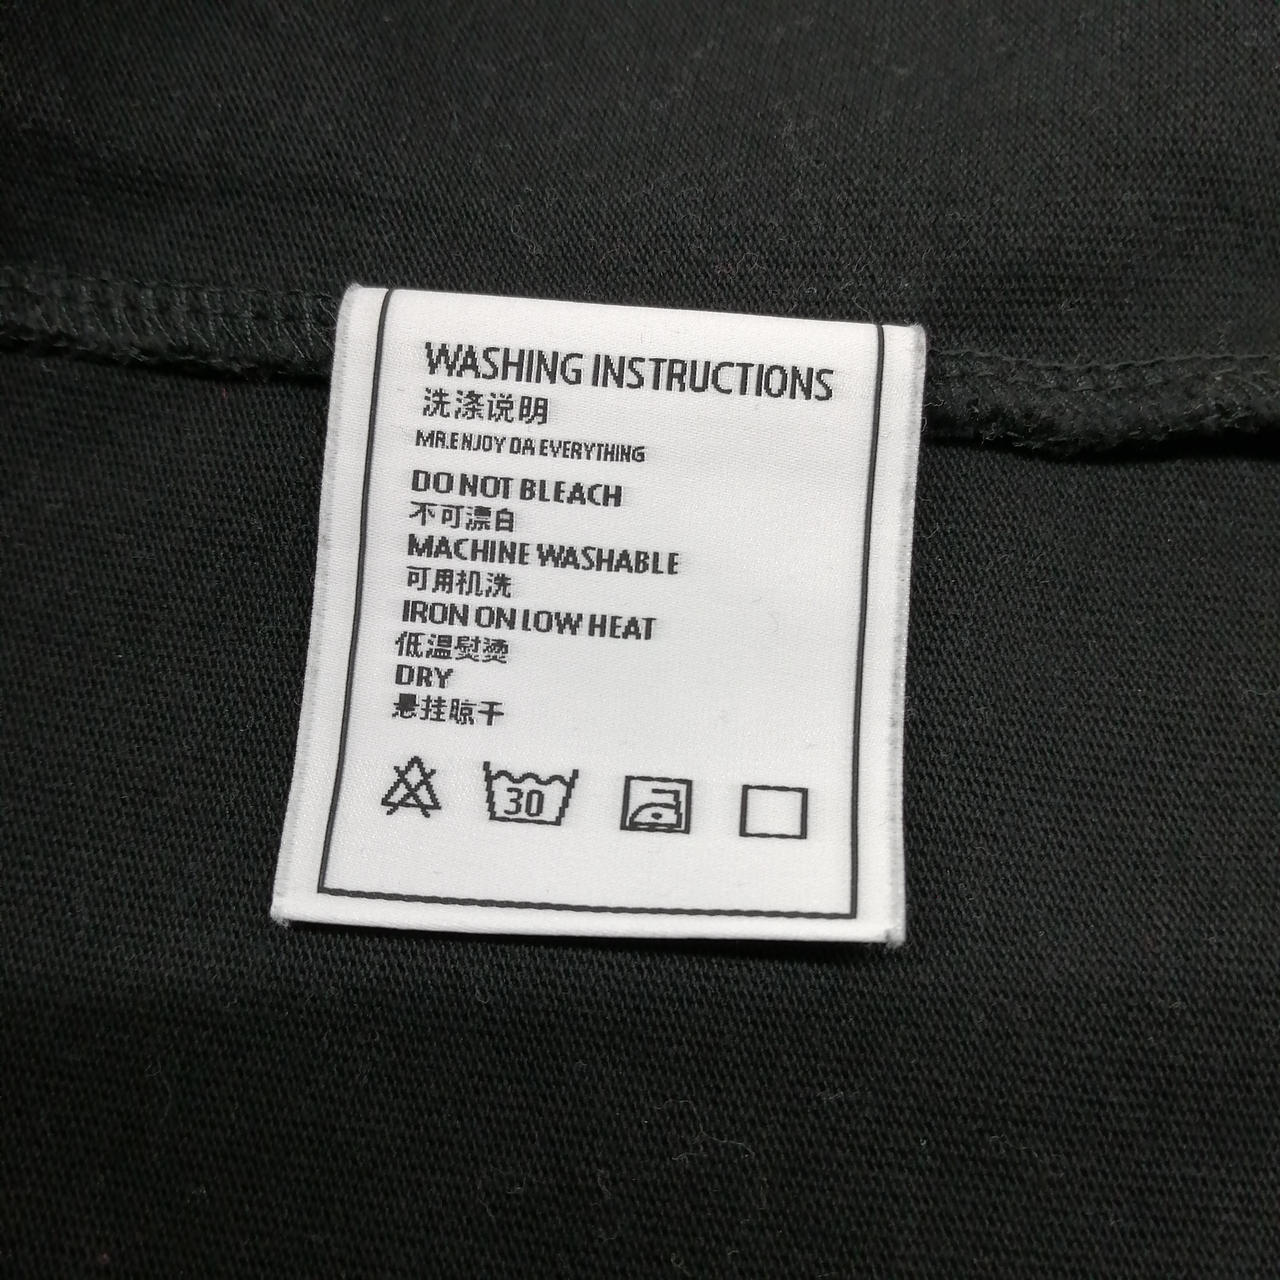 WASHING INSTRUCTIONS
洗涤说明
MR.ENJOY DA EVERYTHING
DO NOT BLEACH
不可漂白
MACHINE WASHABLE
可用机洗
IRON ON LOW HEAT
低温熨烫
DRY
悬挂晾干
30